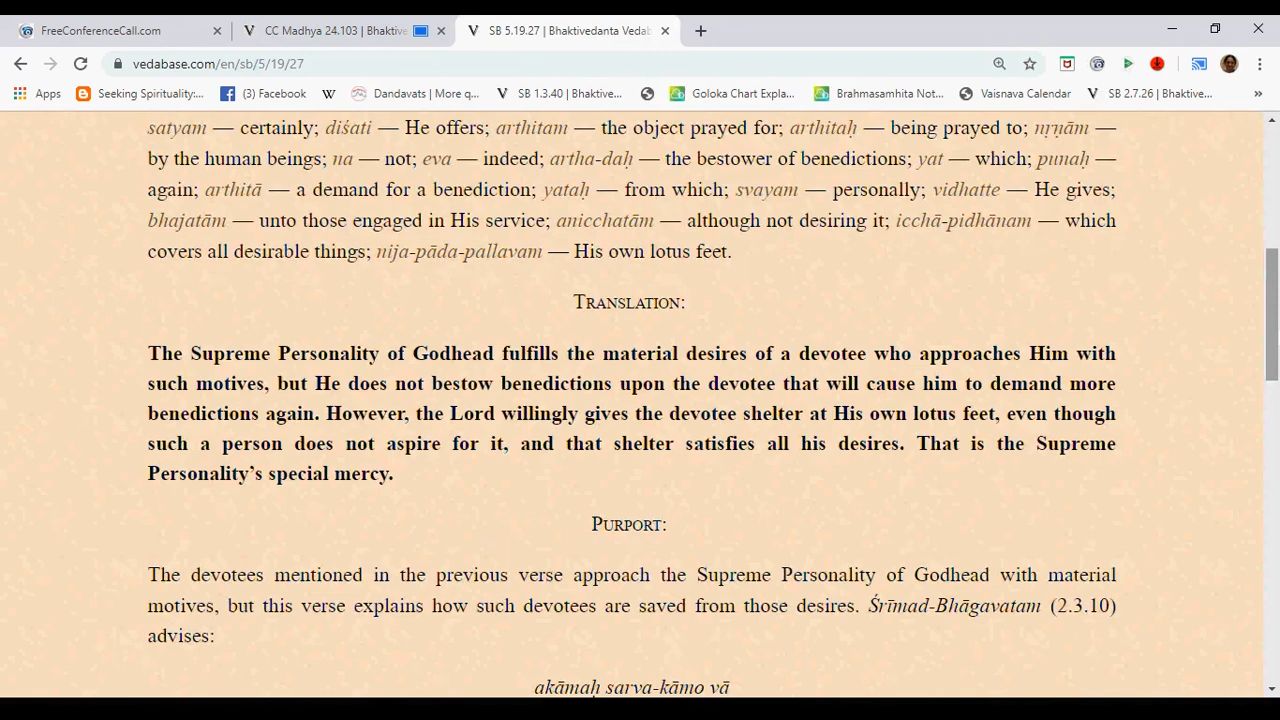 FreeConferenceCall.com
CC Madhya 24.103 | Bhaktive
SB 5.19.27 | Bhaktivedanta Vedab
vedabase.com/en/sb/5/19/27
Apps Seeking Spirituality:... (3) Facebook Dandavats | More q... SB 1.3.40 | Bhaktive... Goloka Chart Expla... Brahmasamhita Not... Vaisnava Calendar SB 2.7.26 | Bhaktive... »
satyam — certainly; diśati — He offers; arthitam — the object prayed for; arthitaḥ — being prayed to; nṛṇām —
by the human beings; na — not; eva — indeed; artha-daḥ — the bestower of benedictions; yat — which; punaḥ —
again; arthitā — a demand for a benediction; yataḥ — from which; svayam — personally; vidhatte — He gives;
bhajatām — unto those engaged in His service; anicchatām — although not desiring it; icchā-pidhānam — which
covers all desirable things; nija-pāda-pallavam — His own lotus feet.
Translation:
The Supreme Personality of Godhead fulfills the material desires of a devotee who approaches Him with
such motives, but He does not bestow benedictions upon the devotee that will cause him to demand more
benedictions again. However, the Lord willingly gives the devotee shelter at His own lotus feet, even though
such a person does not aspire for it, and that shelter satisfies all his desires. That is the Supreme
Personality’s special mercy.
Purport:
The devotees mentioned in the previous verse approach the Supreme Personality of Godhead with material
motives, but this verse explains how such devotees are saved from those desires. Śrīmad-Bhāgavatam (2.3.10)
advises:
akāmaḥ sarva-kāmo vā